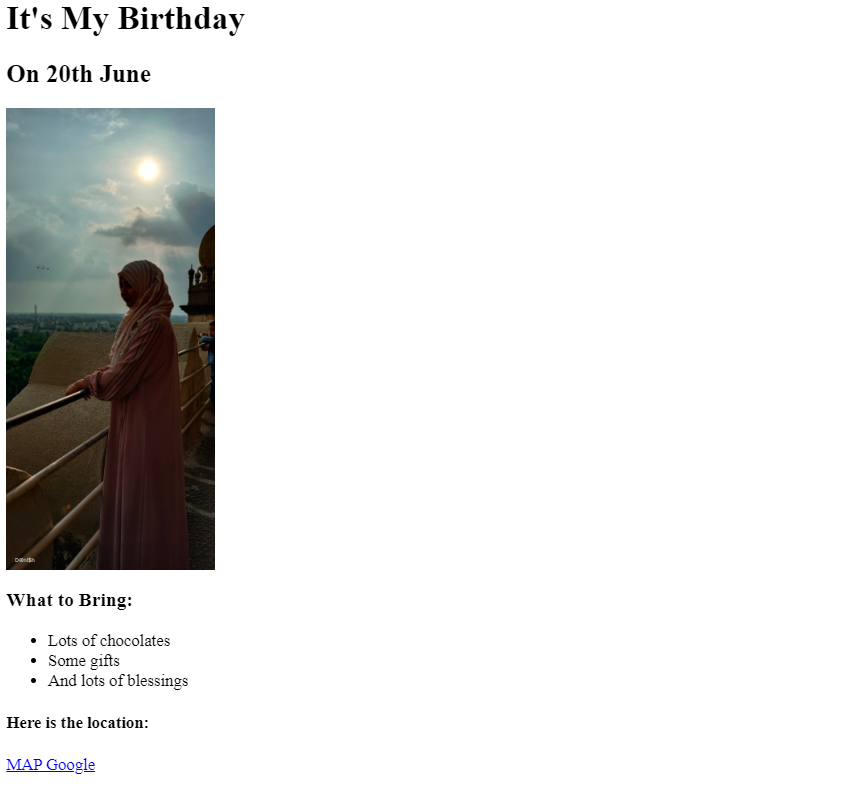 It's My Birthday
On 20th June
What to Bring:
Lots of chocolates
Some gifts
And lots of blessings
Here is the location:
MAP Google